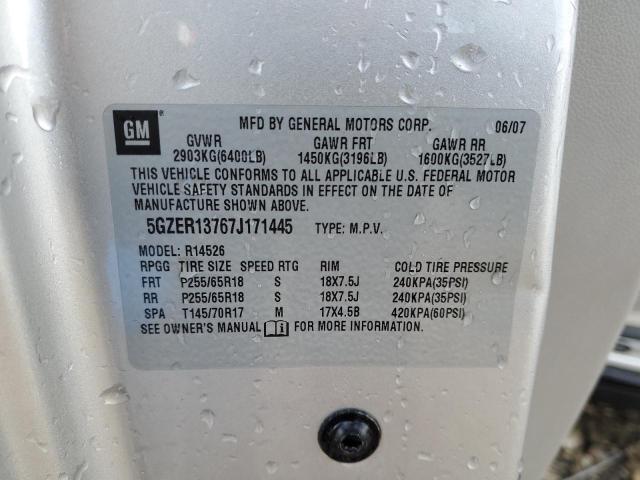 GM ® MFD BY GENERAL MOTORS CORP. 06/07
GVWR GAWR FRT GAWR RR
2903KG(6400LB) 1450KG(3196LB) 1600KG(3527LB)
THIS VEHICLE CONFORMS TO ALL APPLICABLE U.S. FEDERAL MOTOR
VEHICLE SAFETY STANDARDS IN EFFECT ON THE DATE OF
MANUFACTURE SHOWN ABOVE.
5GZER13767J171445 TYPE: M.P.V.
MODEL: R14526
RPGG TIRE SIZE SPEED RTG RIM COLD TIRE PRESSURE
FRT P255/65R18 S 18X7.5J 240KPA(35PSI)
RR P255/65R18 S 18X7.5J 240KPA(35PSI)
SPA T145/70R17 M 17X4.5B 420KPA(60PSI)
SEE OWNER'S MANUAL FOR MORE INFORMATION.